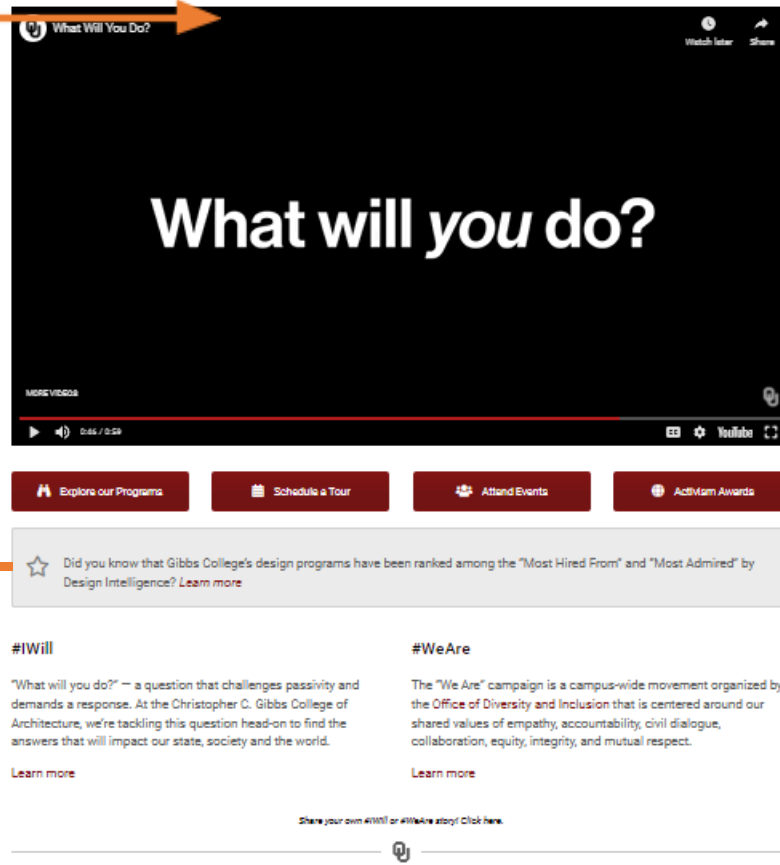 What Will You Do?
Watch later
Share
What will you do?
MORE VIDEOS
0:46 / 0:59
CC
YouTube
Explore our Programs
Schedule a Tour
Attend Events
Activism Awards
Did you know that Gibbs College's design programs have been ranked among the "Most Hired From" and "Most Admired" by
Design Intelligence? Learn more
#IWill
"What will you do?" — a question that challenges passivity and
demands a response. At the Christopher C. Gibbs College of
Architecture, we're tackling this question head-on to find the
answers that will impact our state, society and the world.
Learn more
#WeAre
The "We Are" campaign is a campus-wide movement organized by
the Office of Diversity and Inclusion that is centered around our
shared values of empathy, accountability, civil dialogue,
collaboration, equity, integrity, and mutual respect.
Learn more
Share your own #IWill or #WeAre story! Click here.